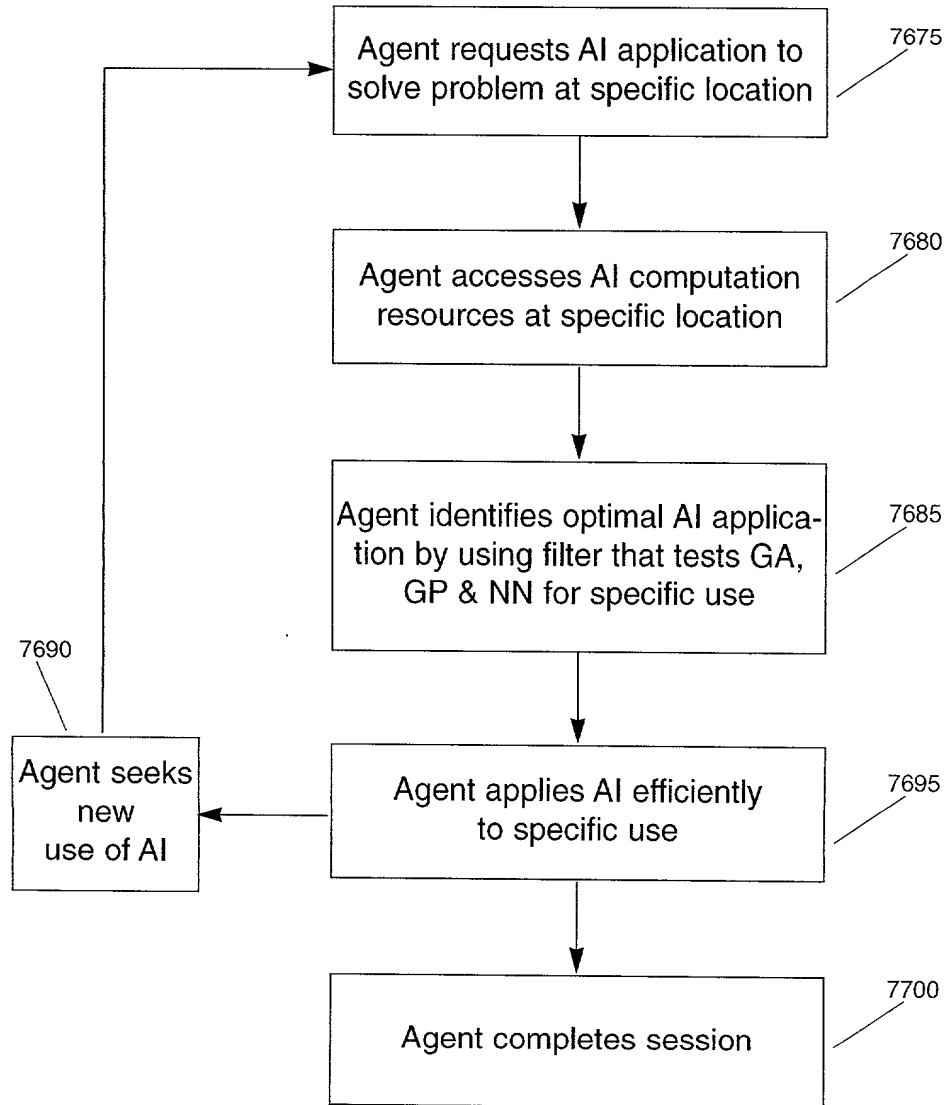 Agent requests AI application to
solve problem at specific location
7675
Agent accesses AI computation
resources at specific location
7680
Agent identifies optimal AI applica-
tion by using filter that tests GA,
GP & NN for specific use
7685
7690
Agent seeks
new
use of AI
Agent applies AI efficiently
to specific use
7695
Agent completes session
7700